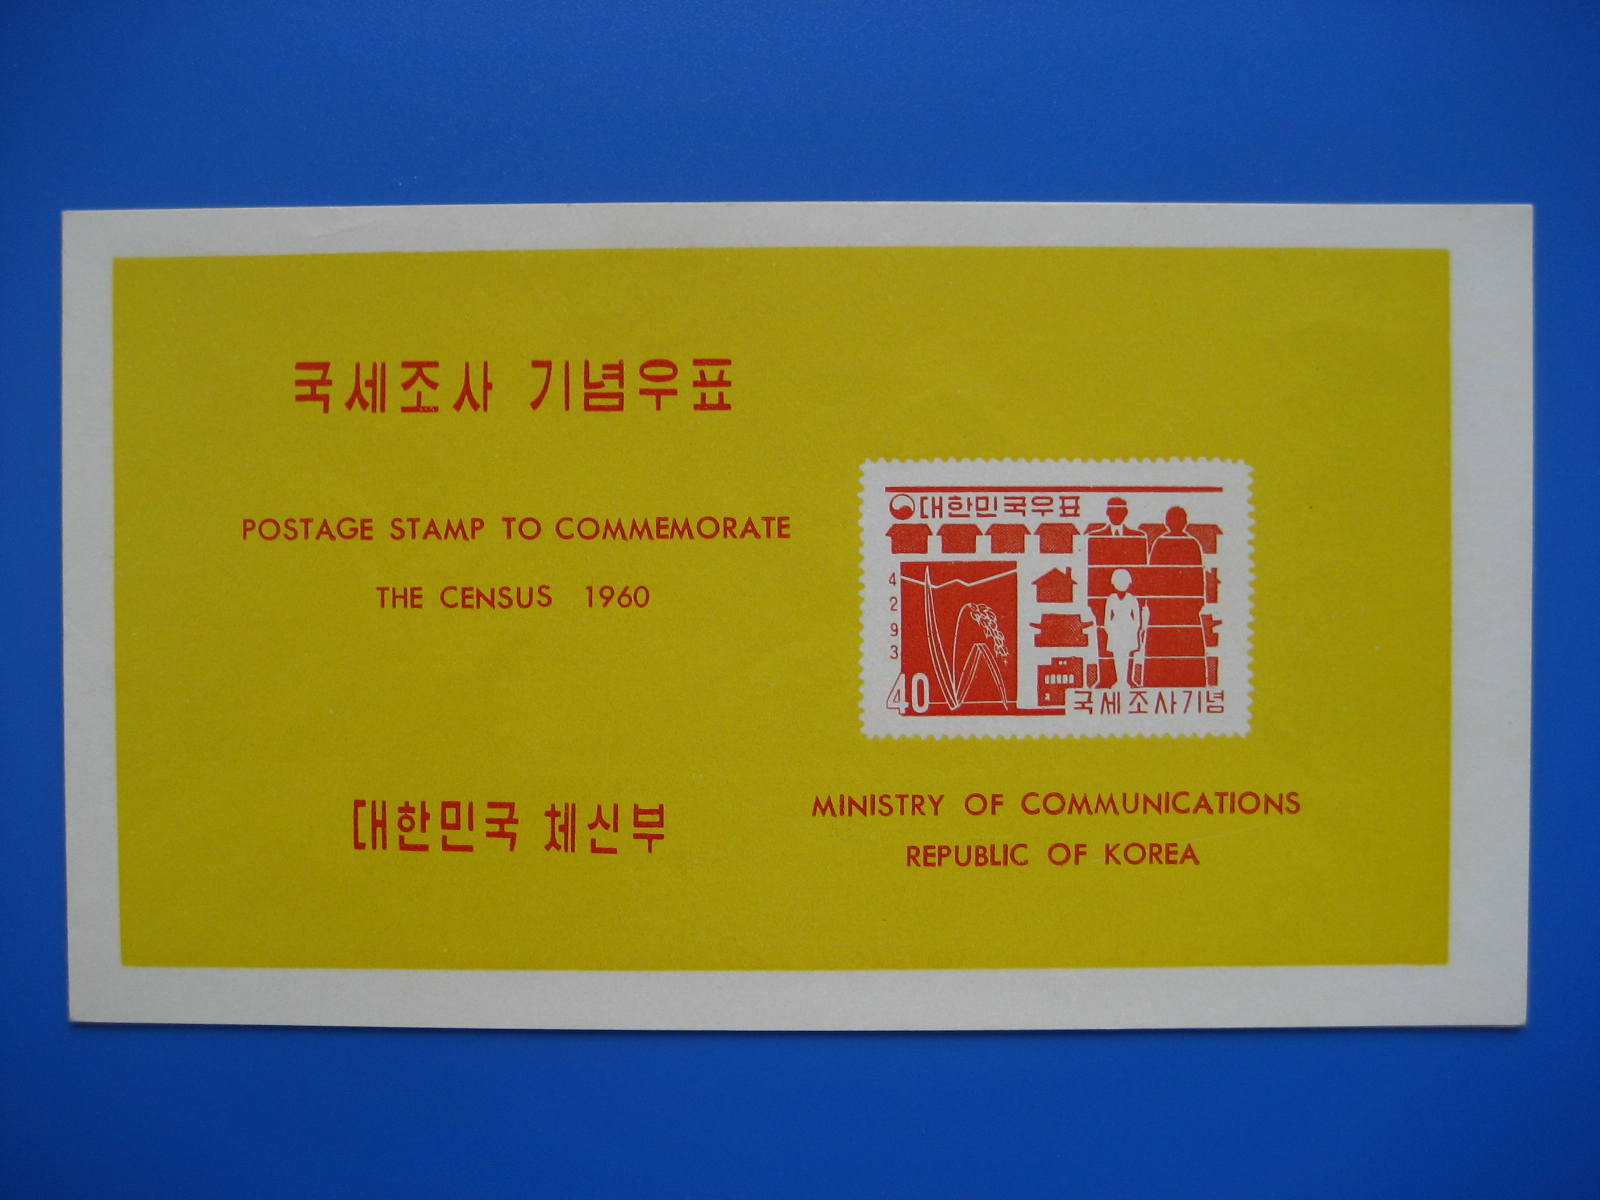 국세조사 기념우표
POSTAGE STAMP TO COMMEMORATE
THE CENSUS 1960
대한민국우표
4
2
9
3
40
국세조사기념
대한민국 체신부
MINISTRY OF COMMUNICATIONS
REPUBLIC OF KOREA